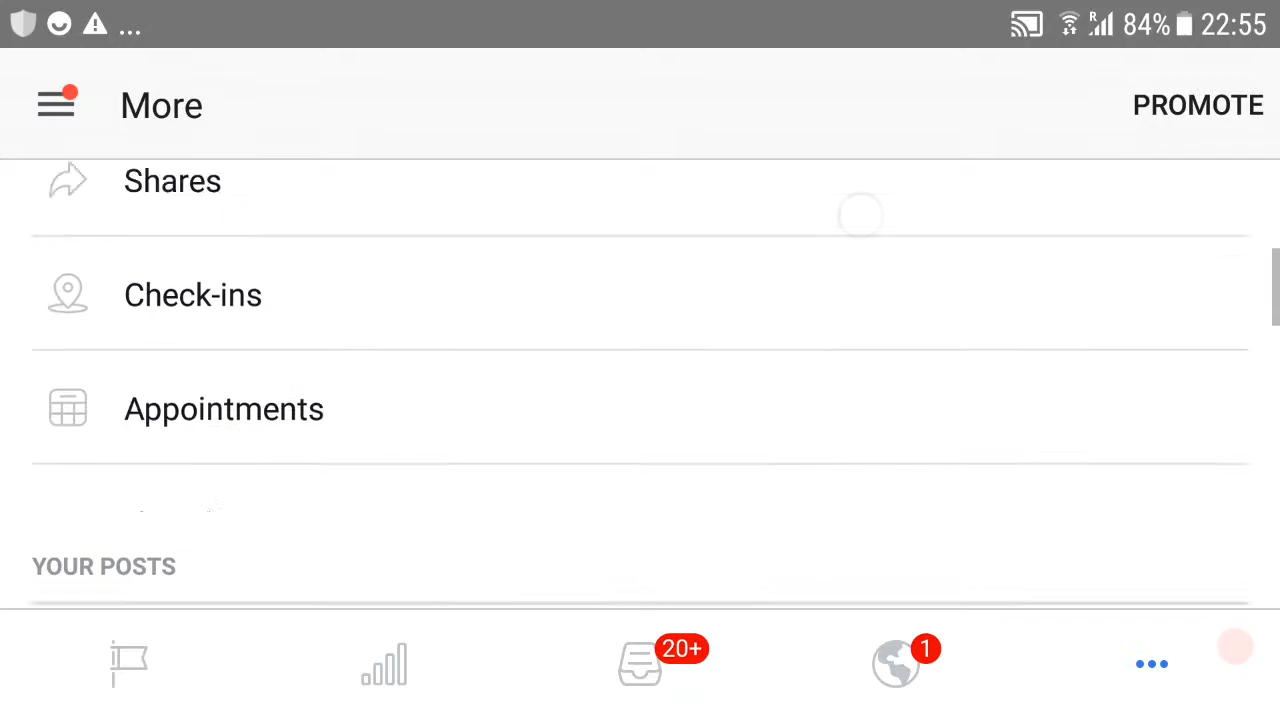 ... R 84% 22:55
More PROMOTE
Shares
Check-ins
Appointments
YOUR POSTS
20+ 1